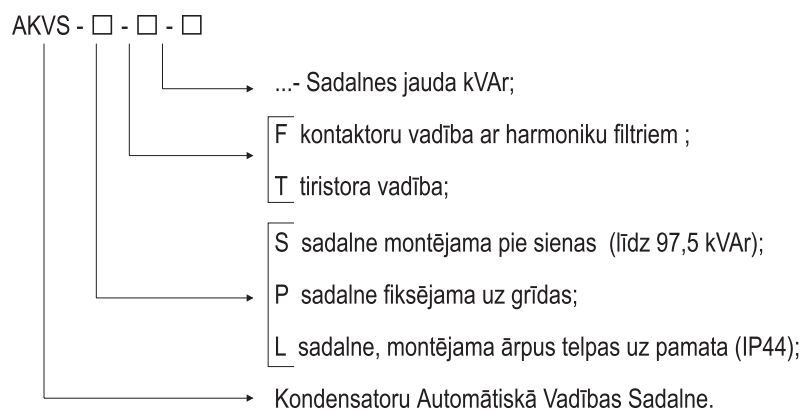 AKVS - □ - □ - □
...- Sadalnes jauda kVAr;
F kontaktoru vadība ar harmoniku filtriem ;
T tiristora vadība;
S sadalne montējama pie sienas (līdz 97,5 kVAr);
P sadalne fiksējama uz grīdas;
L sadalne, montējama ārpus telpas uz pamata (IP44);
Kondensatoru Automātiskā Vadības Sadalne.